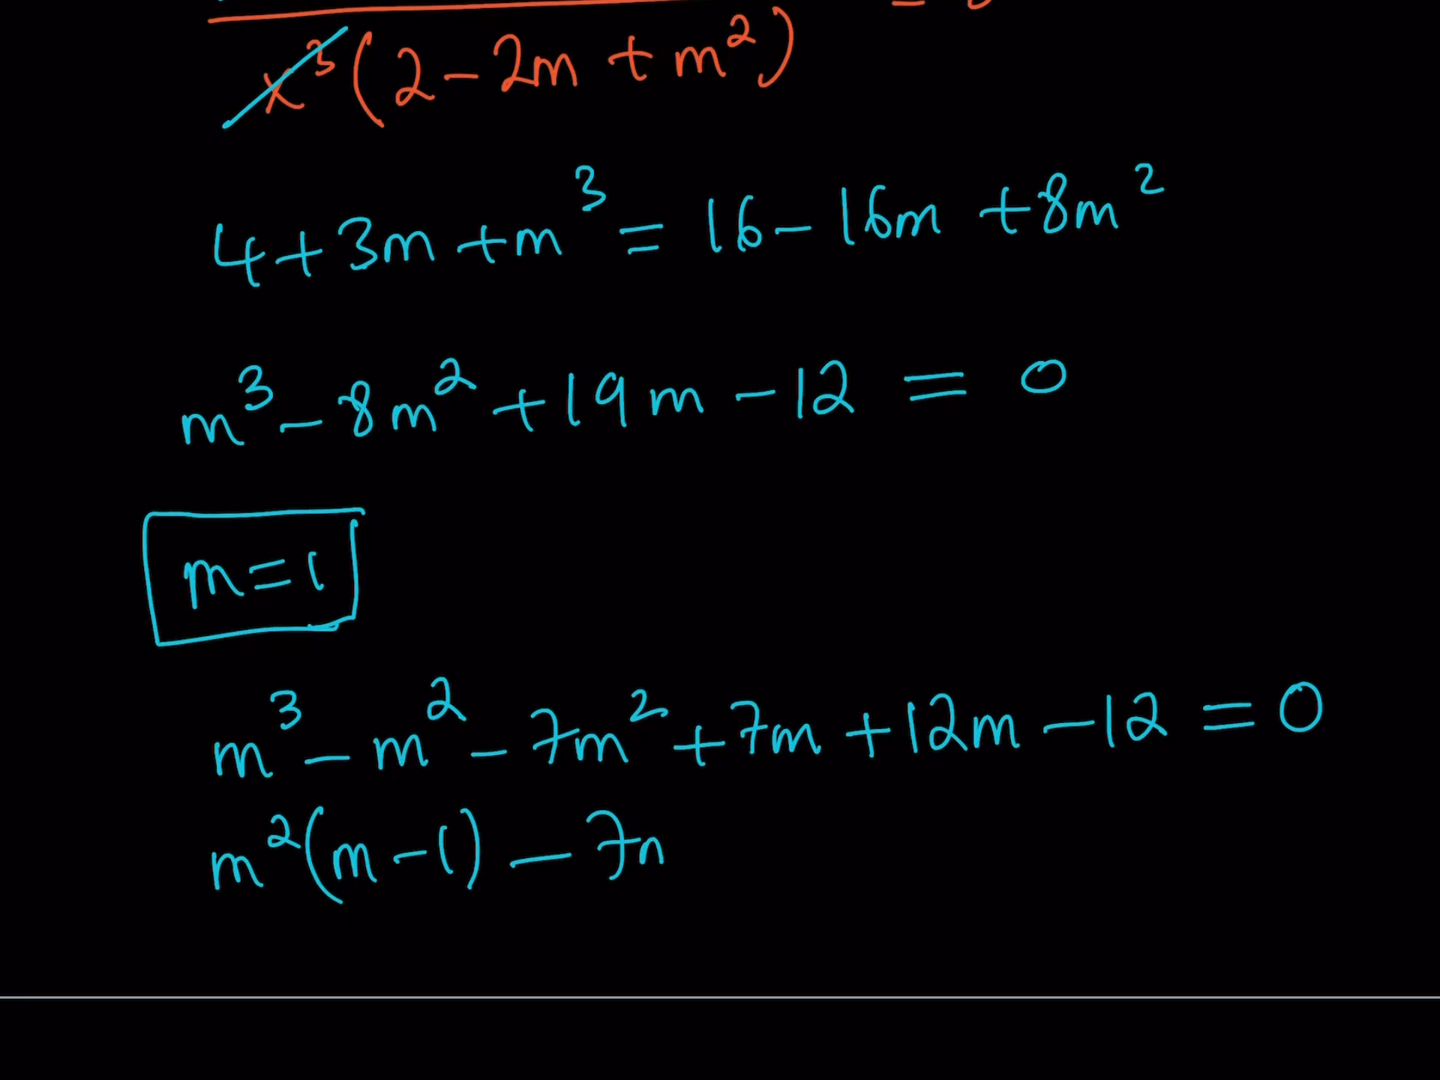 x³(2-2m+m²)
4+3m+m³=16-16m+8m²
m³-8m²+19m-12=0
m=1
m³-m²-7m²+7m+12m-12=0
m²(m-1)-7n